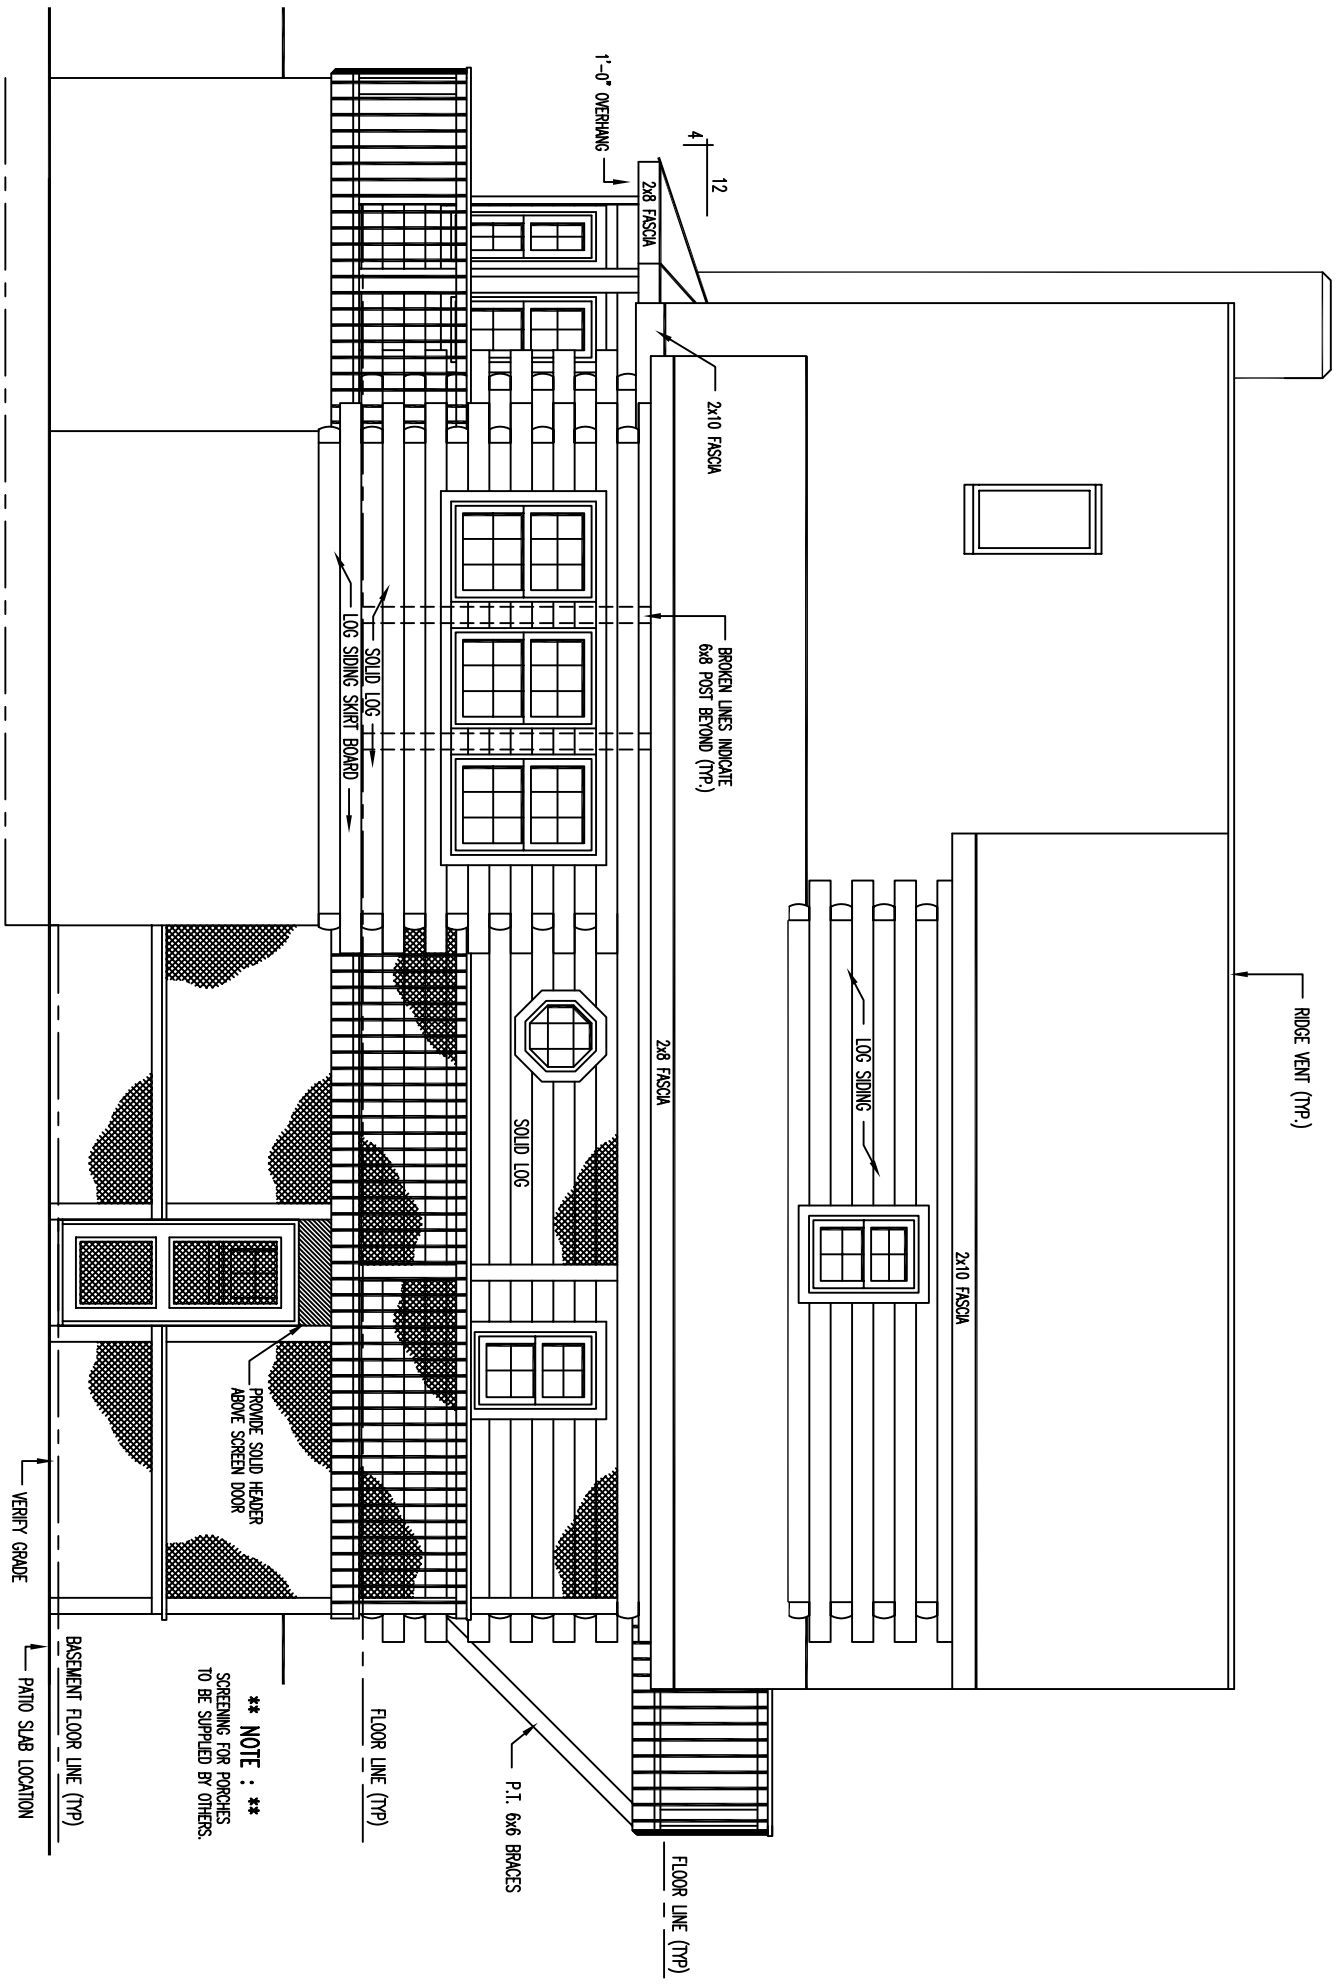 RIDGE VENT (TYP.)
12
4
1'-0" OVERHANG
2x8 FASCIA
2x10 FASCIA
BROKEN LINES INDICATE
6x8 POST BEYOND (TYP.)
LOG SIDING
2x10 FASCIA
2x8 FASCIA
FLOOR LINE (TYP)
SOLID LOG
P.T. 6x6 BRACES
SOLID LOG
LOG SIDING SKIRT BOARD
FLOOR LINE (TYP)
PROVIDE SOLID HEADER
ABOVE SCREEN DOOR
** NOTE : **
SCREENING FOR PORCHES
TO BE SUPPLIED BY OTHERS.
BASEMENT FLOOR LINE (TYP)
VERIFY GRADE
PATIO SLAB LOCATION